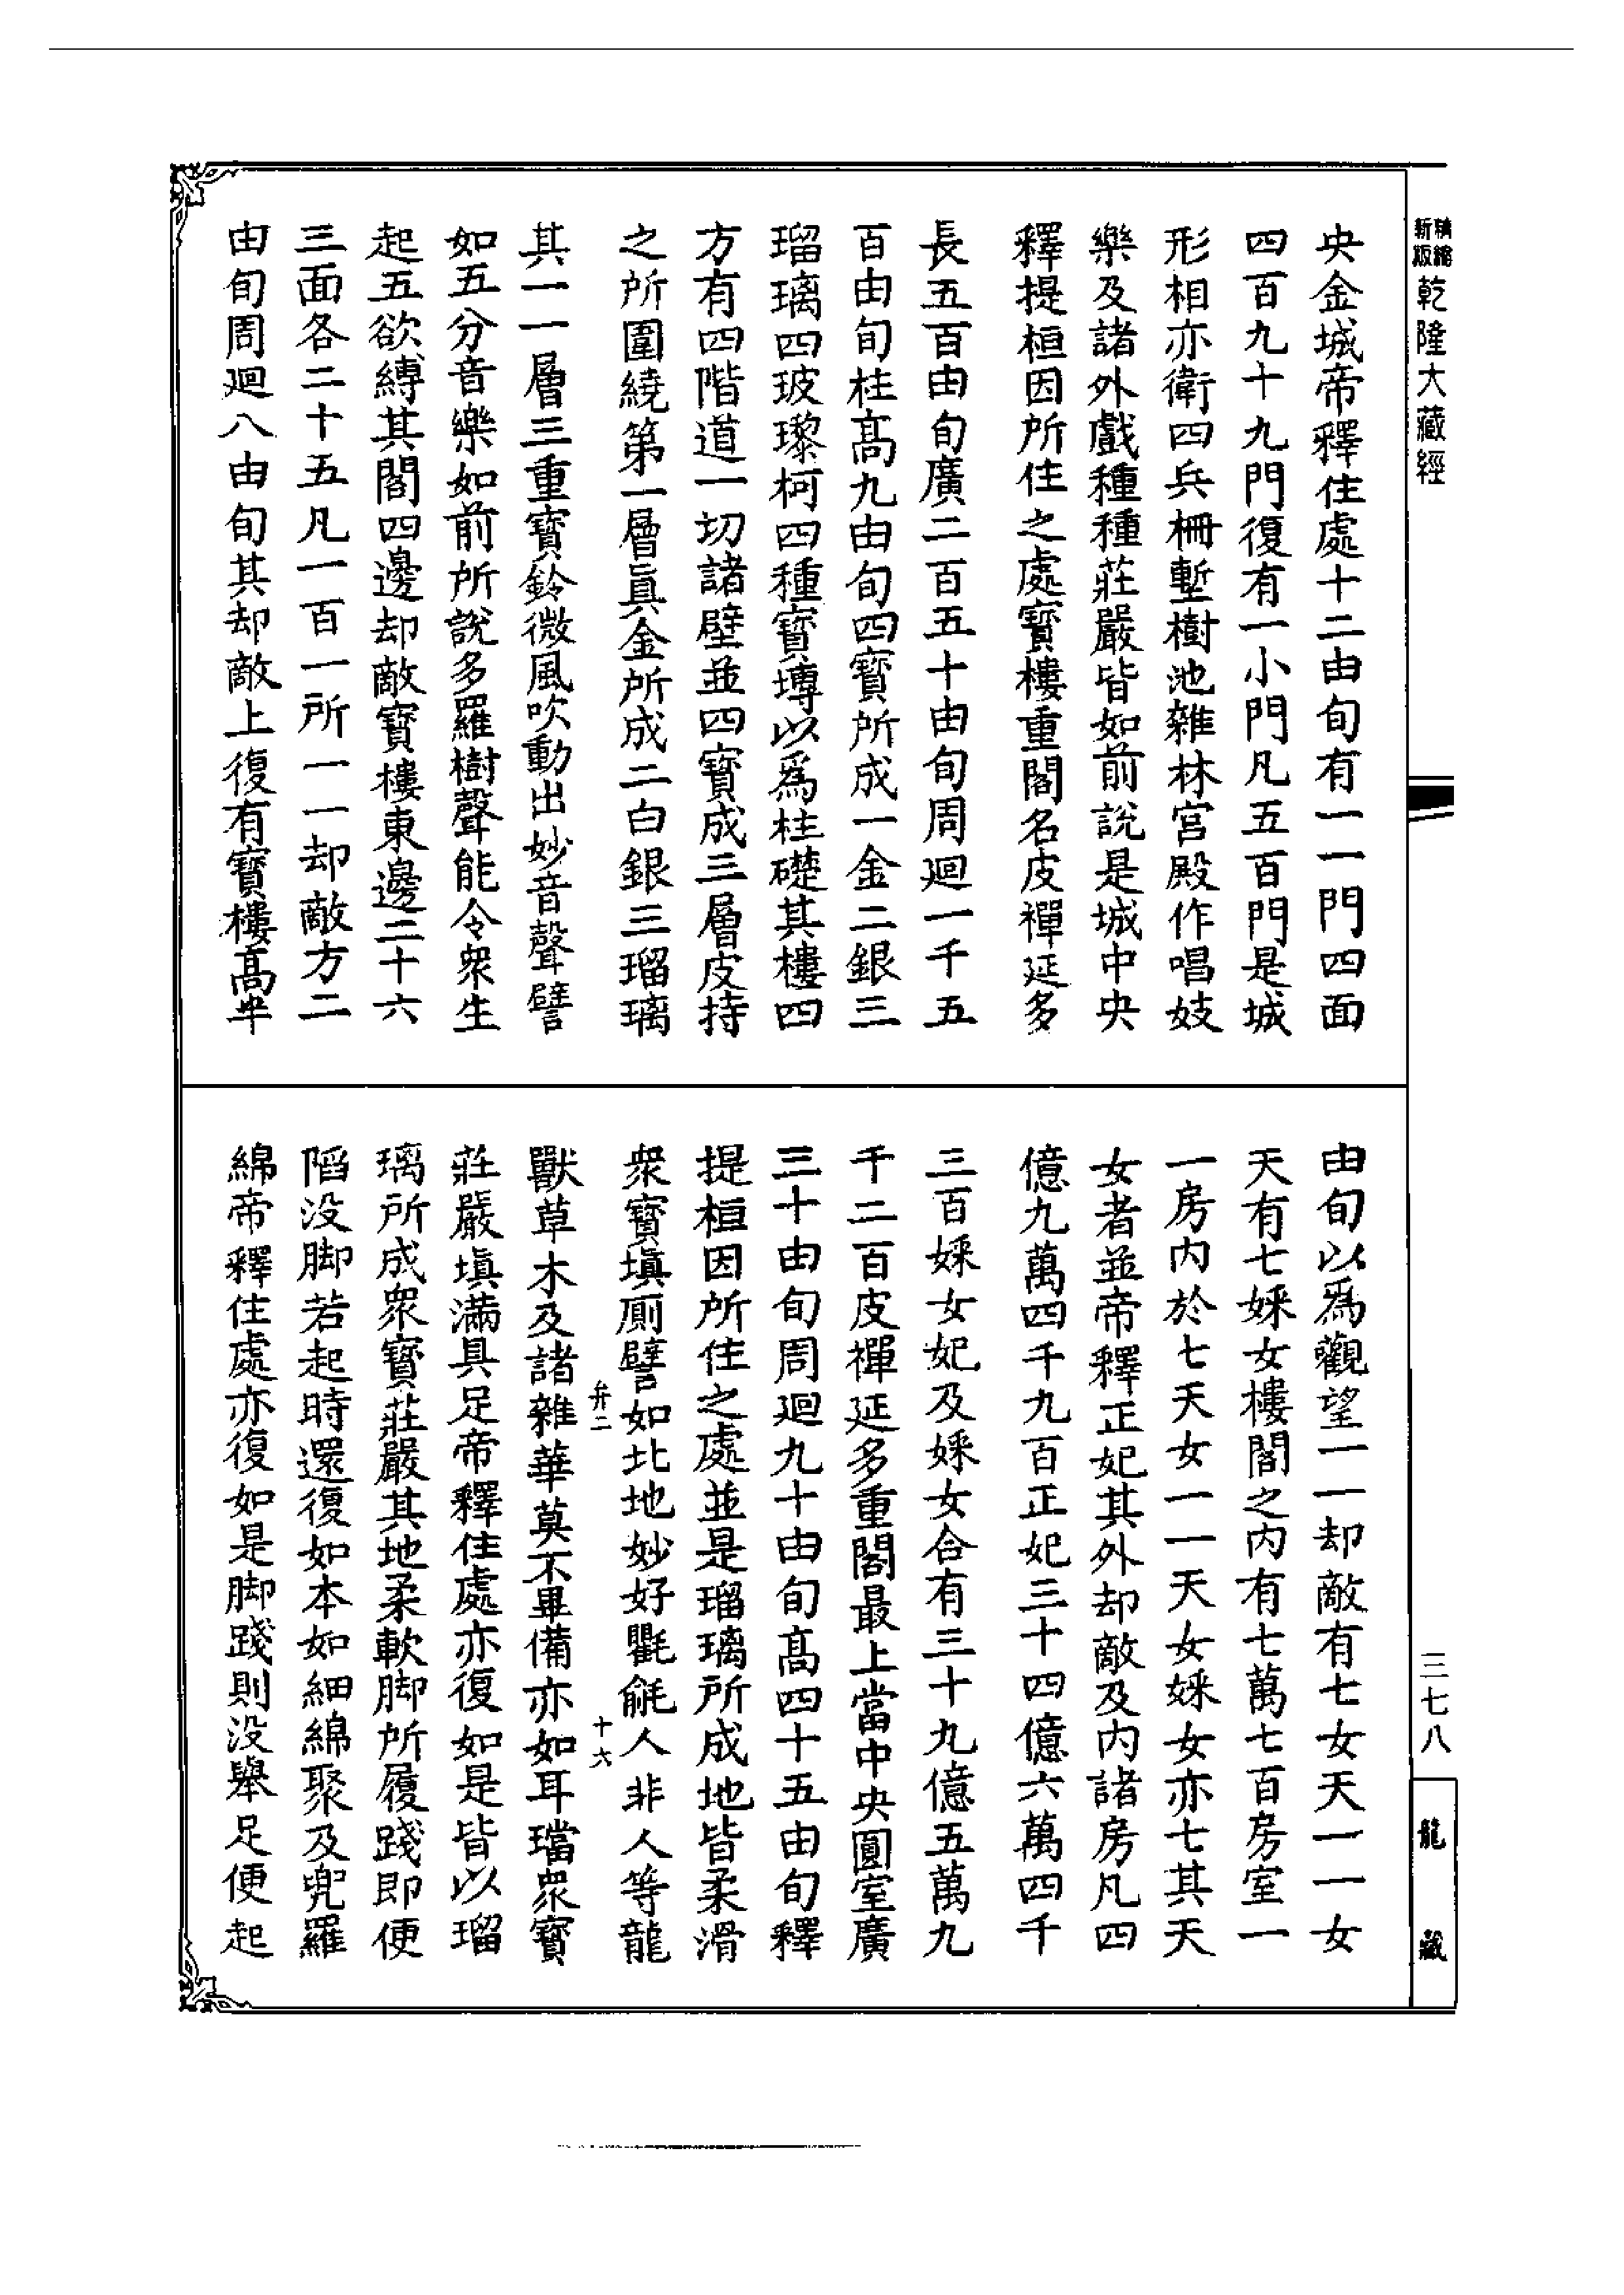 新版精縮乾隆大藏經
央金城帝釋住處十二由旬有一一門四面
四百九十九門復有一小門凡五百門是城
形相亦衛四兵柵塹樹池雜林宫殿作唱妓
樂及諸外戲種種莊嚴皆如前說是城中央
釋提桓因所住之處寳樓重閣名皮禪延多
長五百由旬廣二百五十由旬周迴一千五
百由旬柱髙九由旬四寳所成一金二銀三
瑠璃四玻瓈柯四種寳塼以爲柱礎其樓四
方有四階道一切諸壁並四寳成三層皮持
之所圍繞第一層眞金所成二白銀三瑠璃
其一一層三重寳鈴微風吹動出妙音聲譬
如五分音樂如前所說多羅樹聲能令衆生
起五欲縛其閣四邊却敵寳樓東邊二十六
三面各二十五凡一百一所一一却敵方二
由旬周迴八由旬其却敵上復有寳樓髙半
由旬以爲觀望一一却敵有七女天一一女
天有七婇女樓閣之内有七萬七百房室一
一房内於七天女一一天女婇女亦七其天
女者並帝釋正妃其外却敵及内諸房凡四
億九萬四千九百正妃三十四億六萬四千
三百婇女妃及婇女合有三十九億五萬九
千二百皮禪延多重閣最上當中央圓室廣
三十由旬周迴九十由旬髙四十五由旬釋
提桓因所住之處並是瑠璃所成地皆柔滑
衆寳填厠譬如北地妙好氍毹人非人等龍
弁二 十六
獸草木及諸雜華莫不畢備亦如耳璫衆寳
莊嚴塡滿具足帝釋住處亦復如是皆以瑠
璃所成衆寳莊嚴其地柔軟脚所履踐即便
陷没脚若起時還復如本如細綿聚及兜羅
綿帝釋住處亦復如是脚踐則没舉足便起
三七八
龍藏